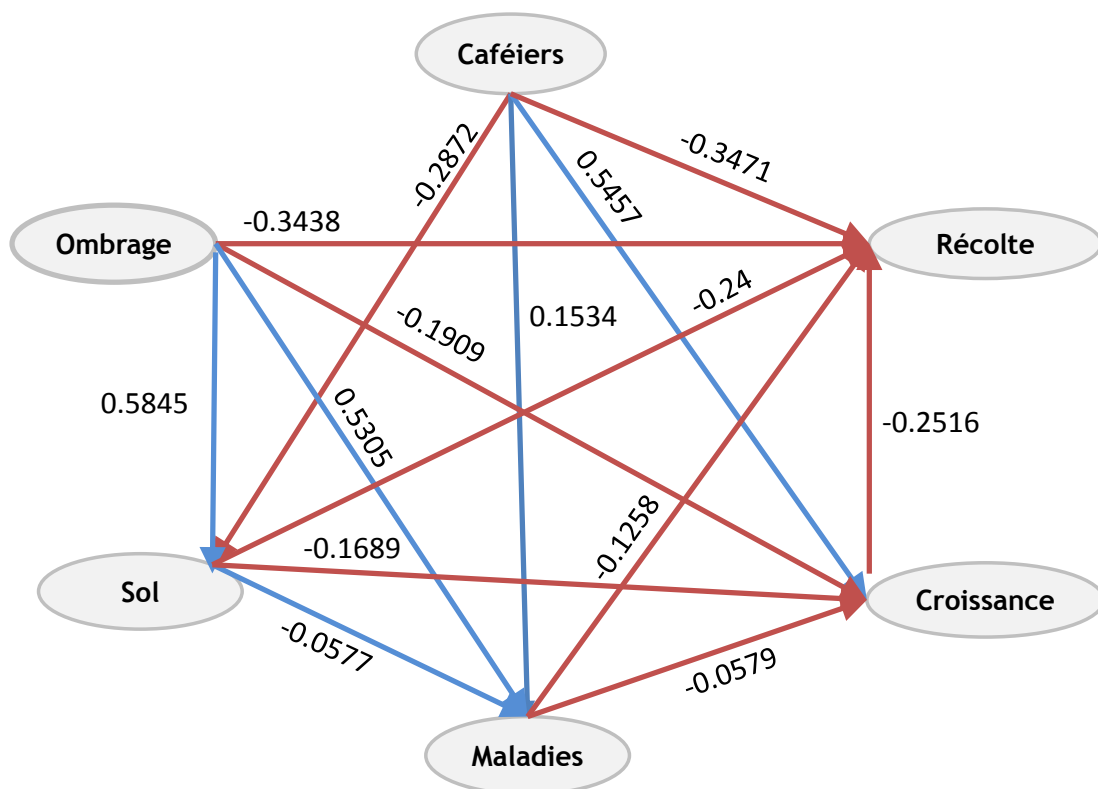 Caféiers
-0.2872
-0.3471
0.5457
Ombrage
-0.3438
Récolte
-0.24
-0.1909
0.1534
0.5845
0.5305
-0.2516
-0.1258
-0.1689
Sol
Croissance
-0.0577
-0.0579
Maladies